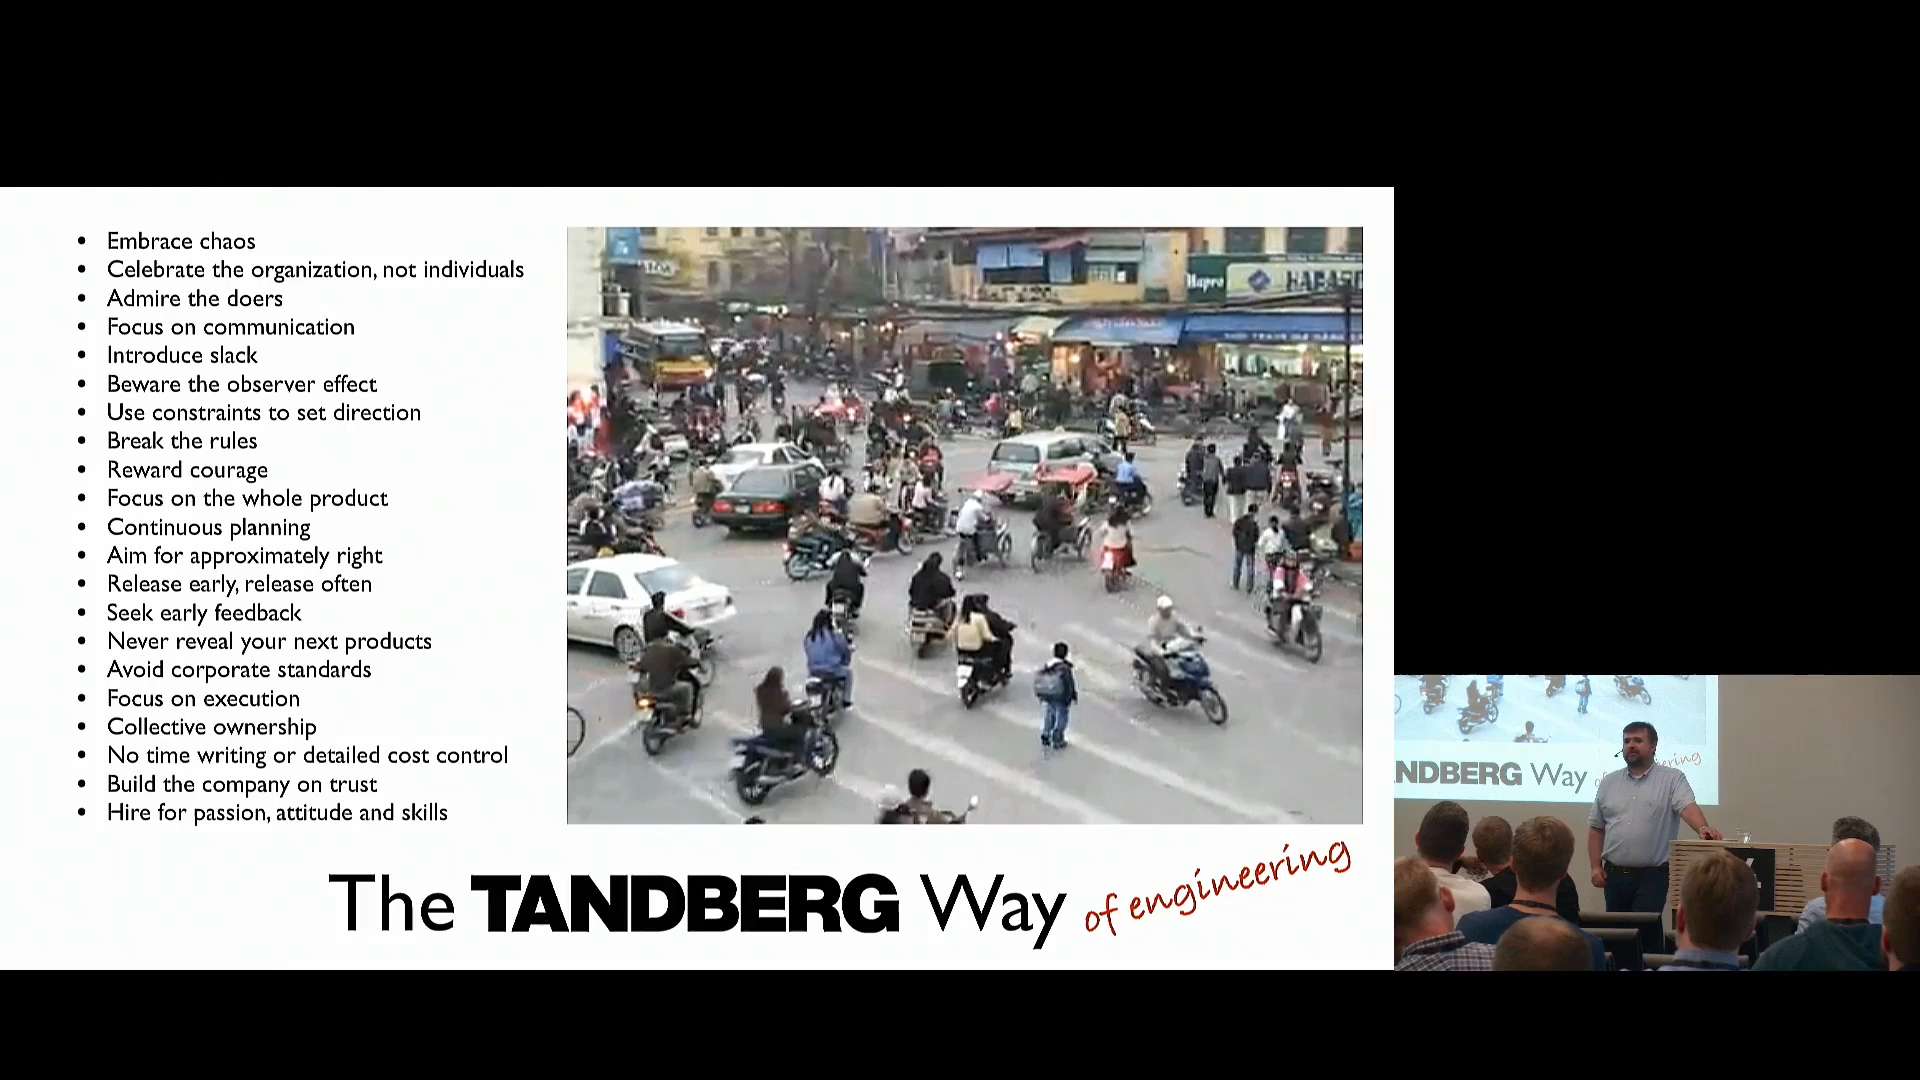 • Embrace chaos
• Celebrate the organization, not individuals
• Admire the doers
• Focus on communication
• Introduce slack
• Beware the observer effect
• Use constraints to set direction
• Break the rules
• Reward courage
• Focus on the whole product
• Continuous planning
• Aim for approximately right
• Release early, release often
• Seek early feedback
• Never reveal your next products
• Avoid corporate standards
• Focus on execution
• Collective ownership
• No time writing or detailed cost control
• Build the company on trust
• Hire for passion, attitude and skills
Hapro
The TANDBERG Way of engineering
NDBERG Way